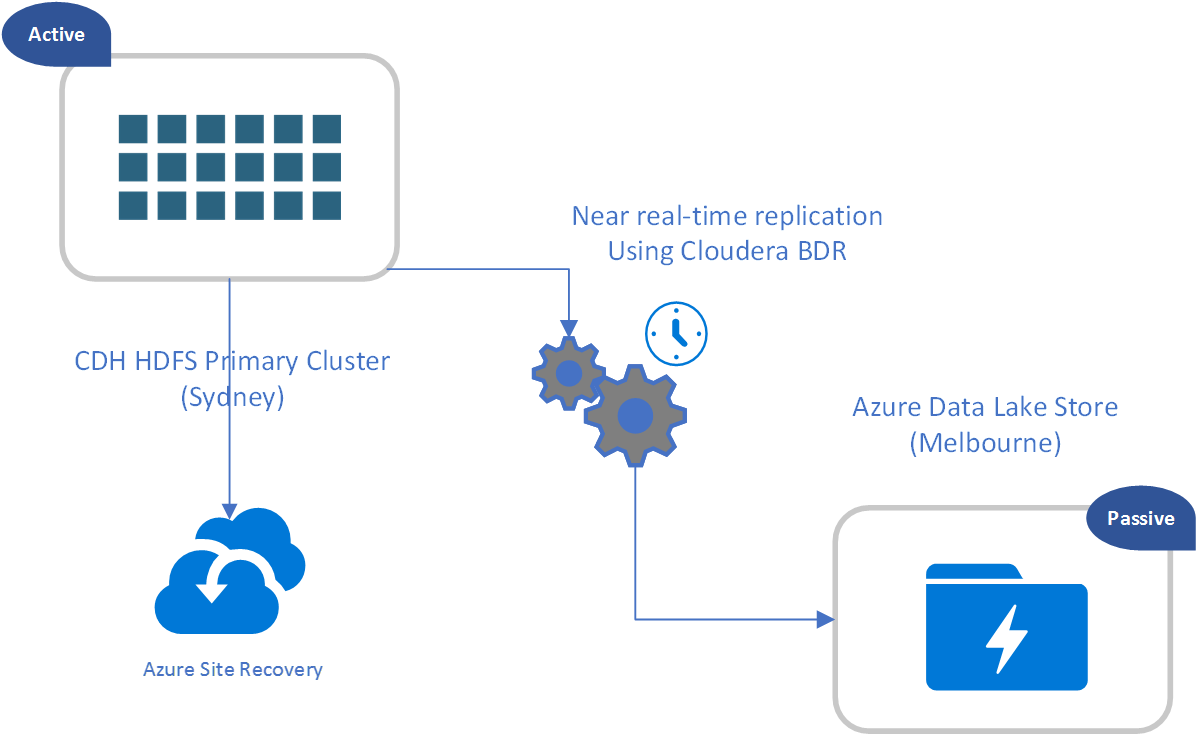 Active
Near real-time replication
Using Cloudera BDR
CDH HDFS Primary Cluster
(Sydney)
Azure Data Lake Store
(Melbourne)
Passive
Azure Site Recovery